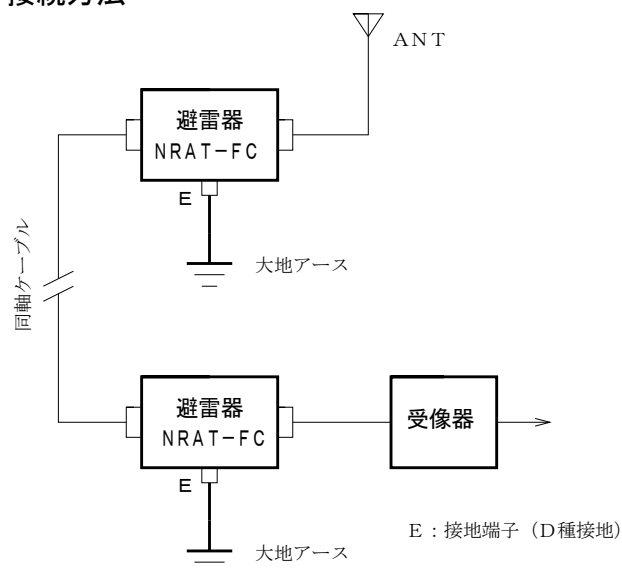 接続方法
ANT
避雷器
NRAT-FC
E
大地アース
同軸ケーブル
避雷器
NRAT-FC
受像器
E
E：接地端子（D種接地）
大地アース